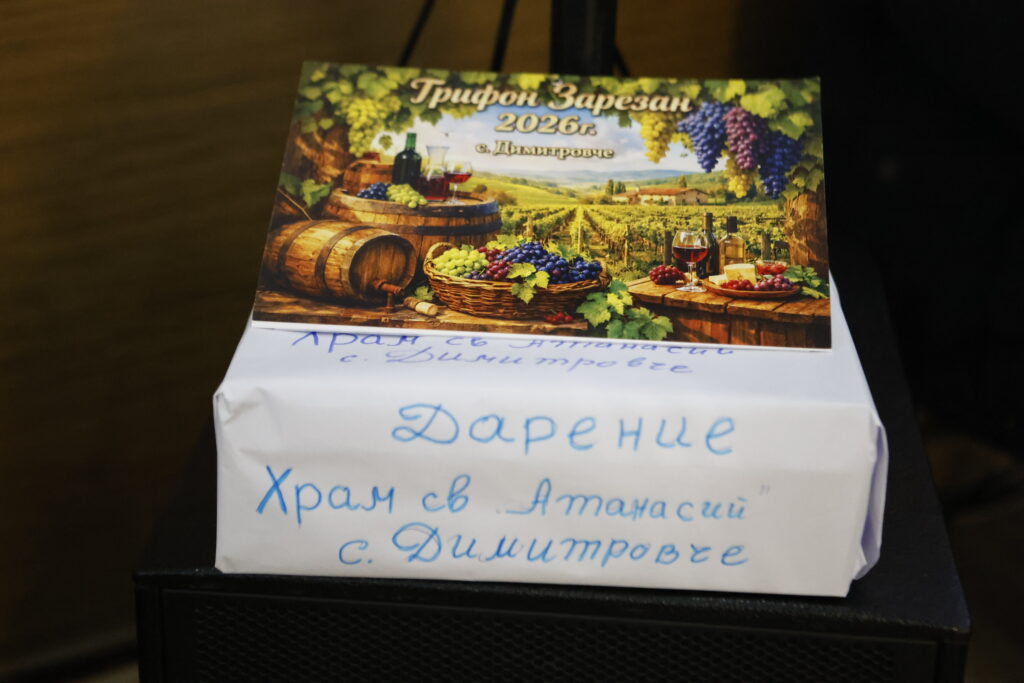 Трифон Зарезан
2026г.
с. Димитровче
Храм св Атанасий
с. Димитровче
Дарение
Храм св „Атанасий"
с. Димитровче